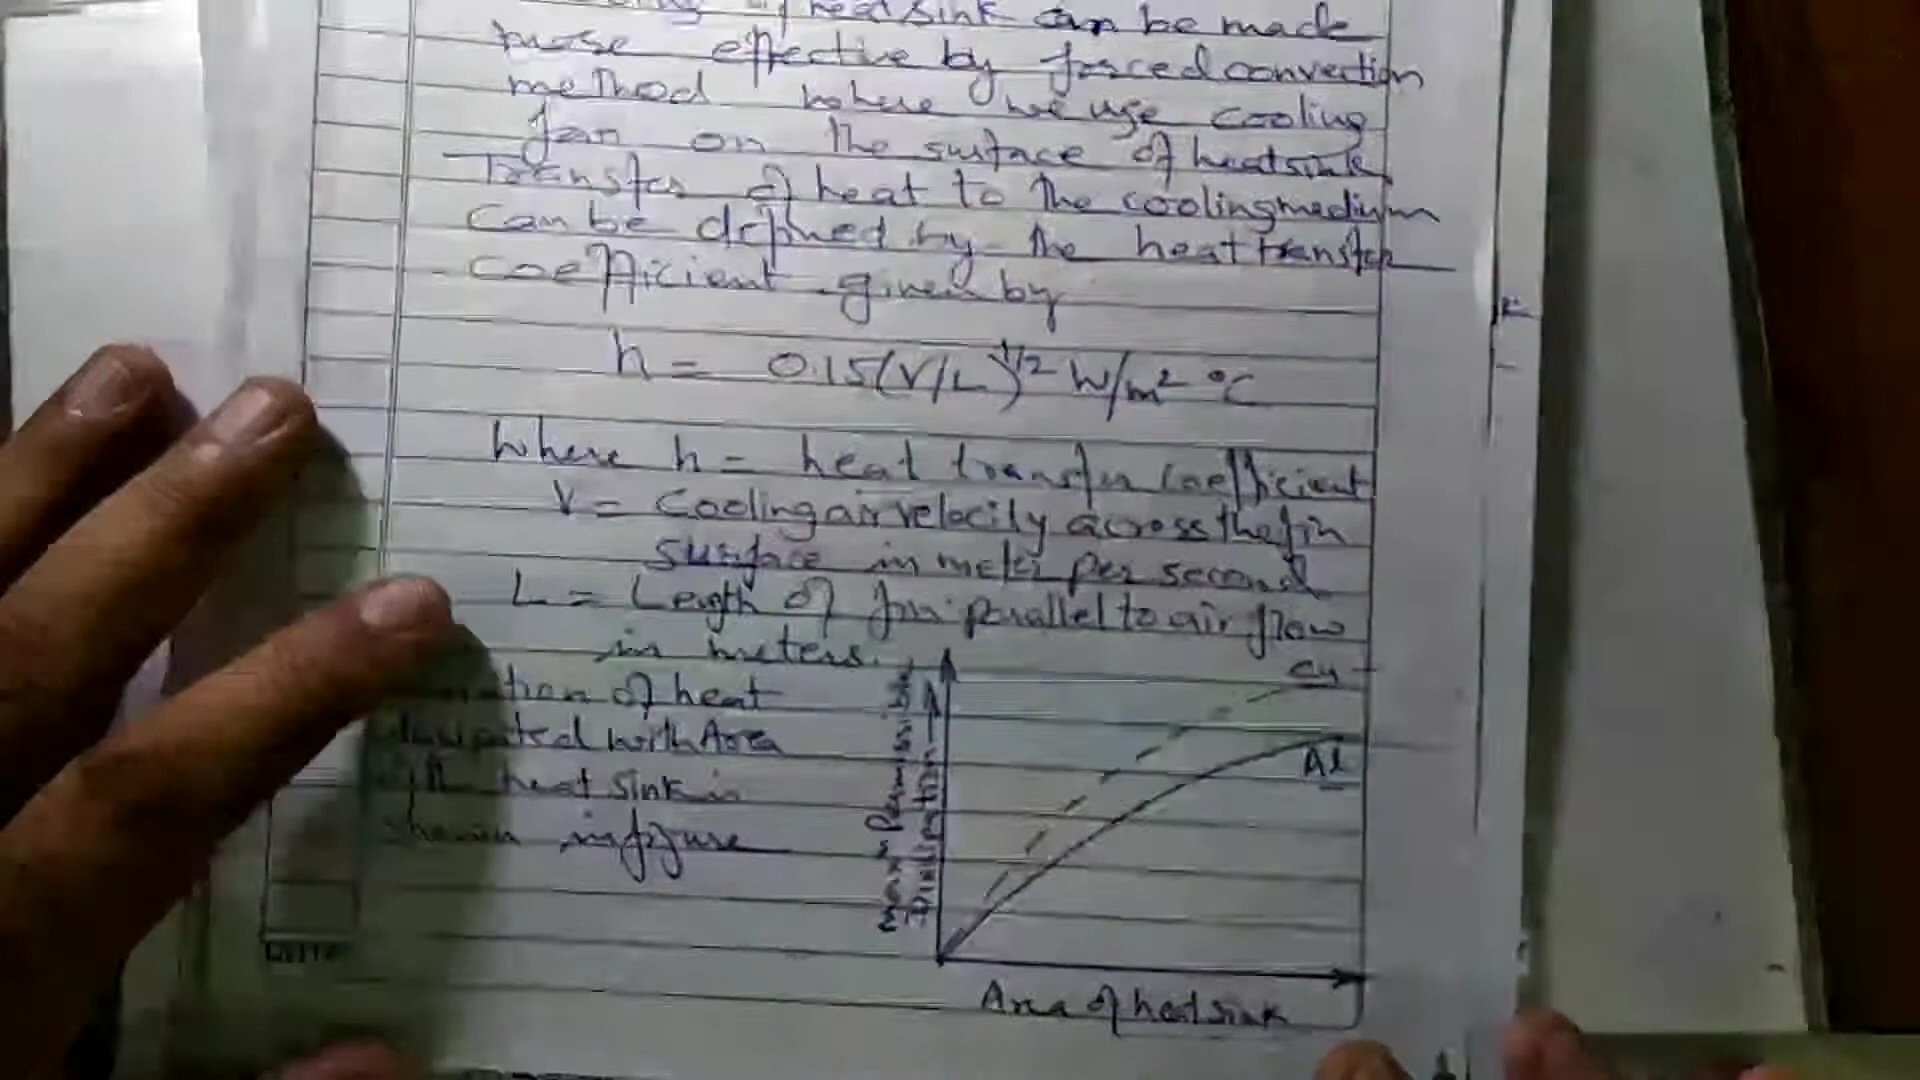 heat sink can be made
more effective by forced convection
method where we use cooling
fan on the surface of heatsink.
Transfer of heat to the cooling medium
can be defined by the heat transfer
coefficient given by
h = 0.15(V/L)^1/2 W/m² °C
Where h = heat transfer coefficient
V = Cooling air velocity across the fin
surface in meter per second
L = Length of fin parallel to air flow
in meters.
of heat
with Area
heat sink is
shown in figure
Maxm Permissible
Dissipation
Cu
Al
Area of heat sink